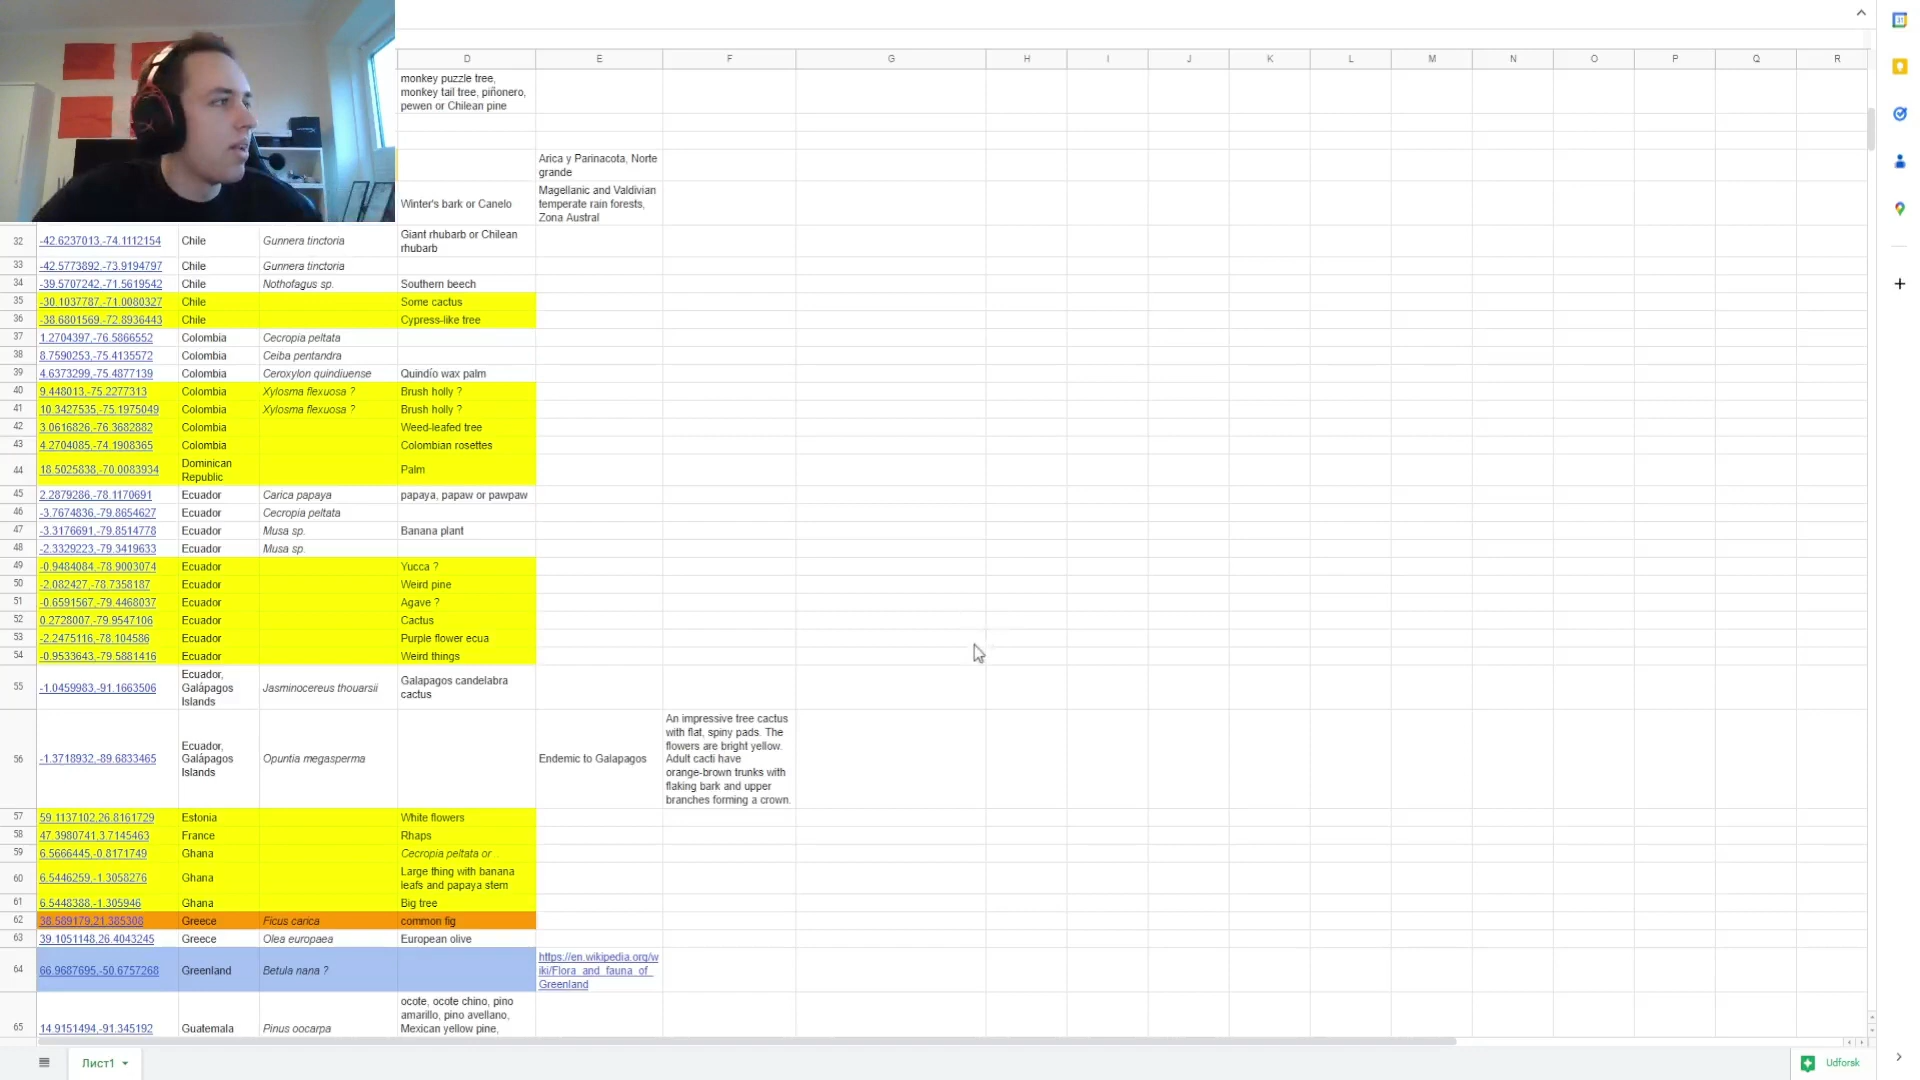 D E F G H I J K L M N O P Q R
monkey puzzle tree,
monkey tail tree, piñonero,
pewen or Chilean pine
Arica y Parinacota, Norte
grande
Winter's bark or Canelo
Magellanic and Valdivian
temperate rain forests,
Zona Austral
32 -42.6237013,-74.1112154 Chile Gunnera tinctoria
Giant rhubarb or Chilean
rhubarb
33 -42.5773892,-73.9194797 Chile Gunnera tinctoria
34 -39.5707242,-71.5619542 Chile Nothofagus sp. Southern beech
35 -30.1037787,-71.0080327 Chile Some cactus
36 -38.6801569,-72.8936443 Chile Cypress-like tree
37 1.2704397,-76.5866552 Colombia Cecropia peltata
38 8.7590253,-75.4135572 Colombia Ceiba pentandra
39 4.6373299,-75.4877139 Colombia Ceroxylon quindiuense Quindío wax palm
40 9.448013,-75.2277313 Colombia Xylosma flexuosa ? Brush holly ?
41 10.3427535,-75.1975049 Colombia Xylosma flexuosa ? Brush holly ?
42 3.0616826,-76.3682882 Colombia Weed-leafed tree
43 4.2704085,-74.1908365 Colombia Colombian rosettes
44 18.5025838,-70.0083934
Dominican
Republic
Palm
45 2.2879286,-78.1170691 Ecuador Carica papaya papaya, papaw or pawpaw
46 -3.7674836,-79.8654627 Ecuador Cecropia peltata
47 -3.3176691,-79.8514778 Ecuador Musa sp. Banana plant
48 -2.3329223,-79.3419633 Ecuador Musa sp.
49 -0.9484084,-78.9003074 Ecuador Yucca ?
50 -2.082427,-78.7358187 Ecuador Weird pine
51 -0.6591567,-79.4468037 Ecuador Agave ?
52 0.2728007,-79.9547106 Ecuador Cactus
53 -2.2475116,-78.104586 Ecuador Purple flower ecua
54 -0.9533643,-79.5881416 Ecuador Weird things
55 -1.0459983,-91.1663506
Ecuador,
Galápagos
Islands
Jasminocereus thouarsii
Galapagos candelabra
cactus
56 -1.3718932,-89.6833465
Ecuador,
Galápagos
Islands
Opuntia megasperma
Endemic to Galapagos
An impressive tree cactus
with flat, spiny pads. The
flowers are bright yellow.
Adult cacti have
orange-brown trunks with
flaking bark and upper
branches forming a crown.
57 59.1137102,26.8161729 Estonia White flowers
58 47.3980741,3.7145463 France Rhaps
59 6.5666445,-0.8171749 Ghana Cecropia peltata or ..
60 6.5446259,-1.3058276 Ghana
Large thing with banana
leafs and papaya stem
61 6.5448388,-1.305946 Ghana Big tree
62 38.589179,21.385308 Greece Ficus carica common fig
63 39.1051148,26.4043245 Greece Olea europaea European olive
64 66.9687695,-50.6757268 Greenland Betula nana ?
https://en.wikipedia.org/w
iki/Flora_and_fauna_of_
Greenland
65 14.9151494,-91.345192 Guatemala Pinus oocarpa
ocote, ocote chino, pino
amarillo, pino avellano,
Mexican yellow pine,
Лист1
Udforsk
31